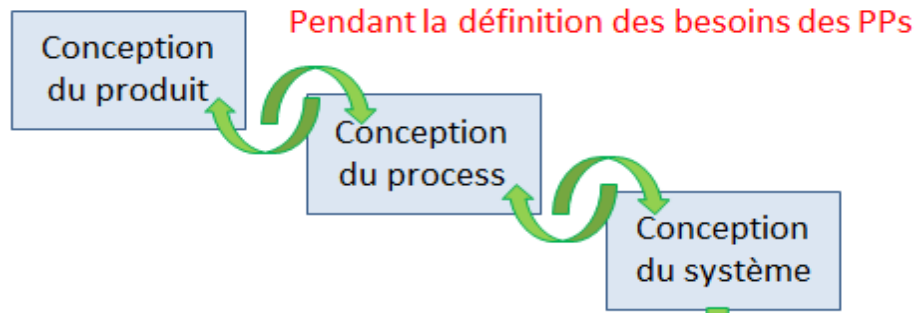 Pendant la définition des besoins des PPs
Conception
du produit
Conception
du process
Conception
du système